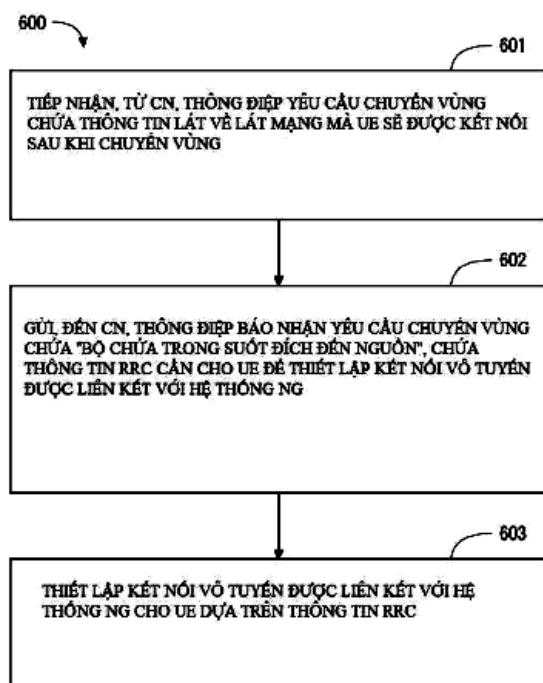 600
601
TIẾP NHẬN, TỪ CN, THÔNG ĐIỆP YÊU CẦU CHUYỂN VÙNG
CHỨA THÔNG TIN LÁT VỀ LÁT MẠNG MÀ UE SẼ ĐƯỢC KẾT NỐI
SAU KHI CHUYỂN VÙNG
602
GỬI, ĐẾN CN, THÔNG ĐIỆP BÁO NHẬN YÊU CẦU CHUYỂN VÙNG
CHỨA "BỘ CHỨA TRONG SUỐT ĐÍCH ĐẾN NGUỒN", CHỨA
THÔNG TIN RRC CẦN CHO UE ĐỂ THIẾT LẬP KẾT NỐI VÔ TUYẾN
ĐƯỢC LIÊN KẾT VỚI HỆ THỐNG NG
603
THIẾT LẬP KẾT NỐI VÔ TUYẾN ĐƯỢC LIÊN KẾT VỚI HỆ
THỐNG NG CHO UE DỰA TRÊN THÔNG TIN RRC